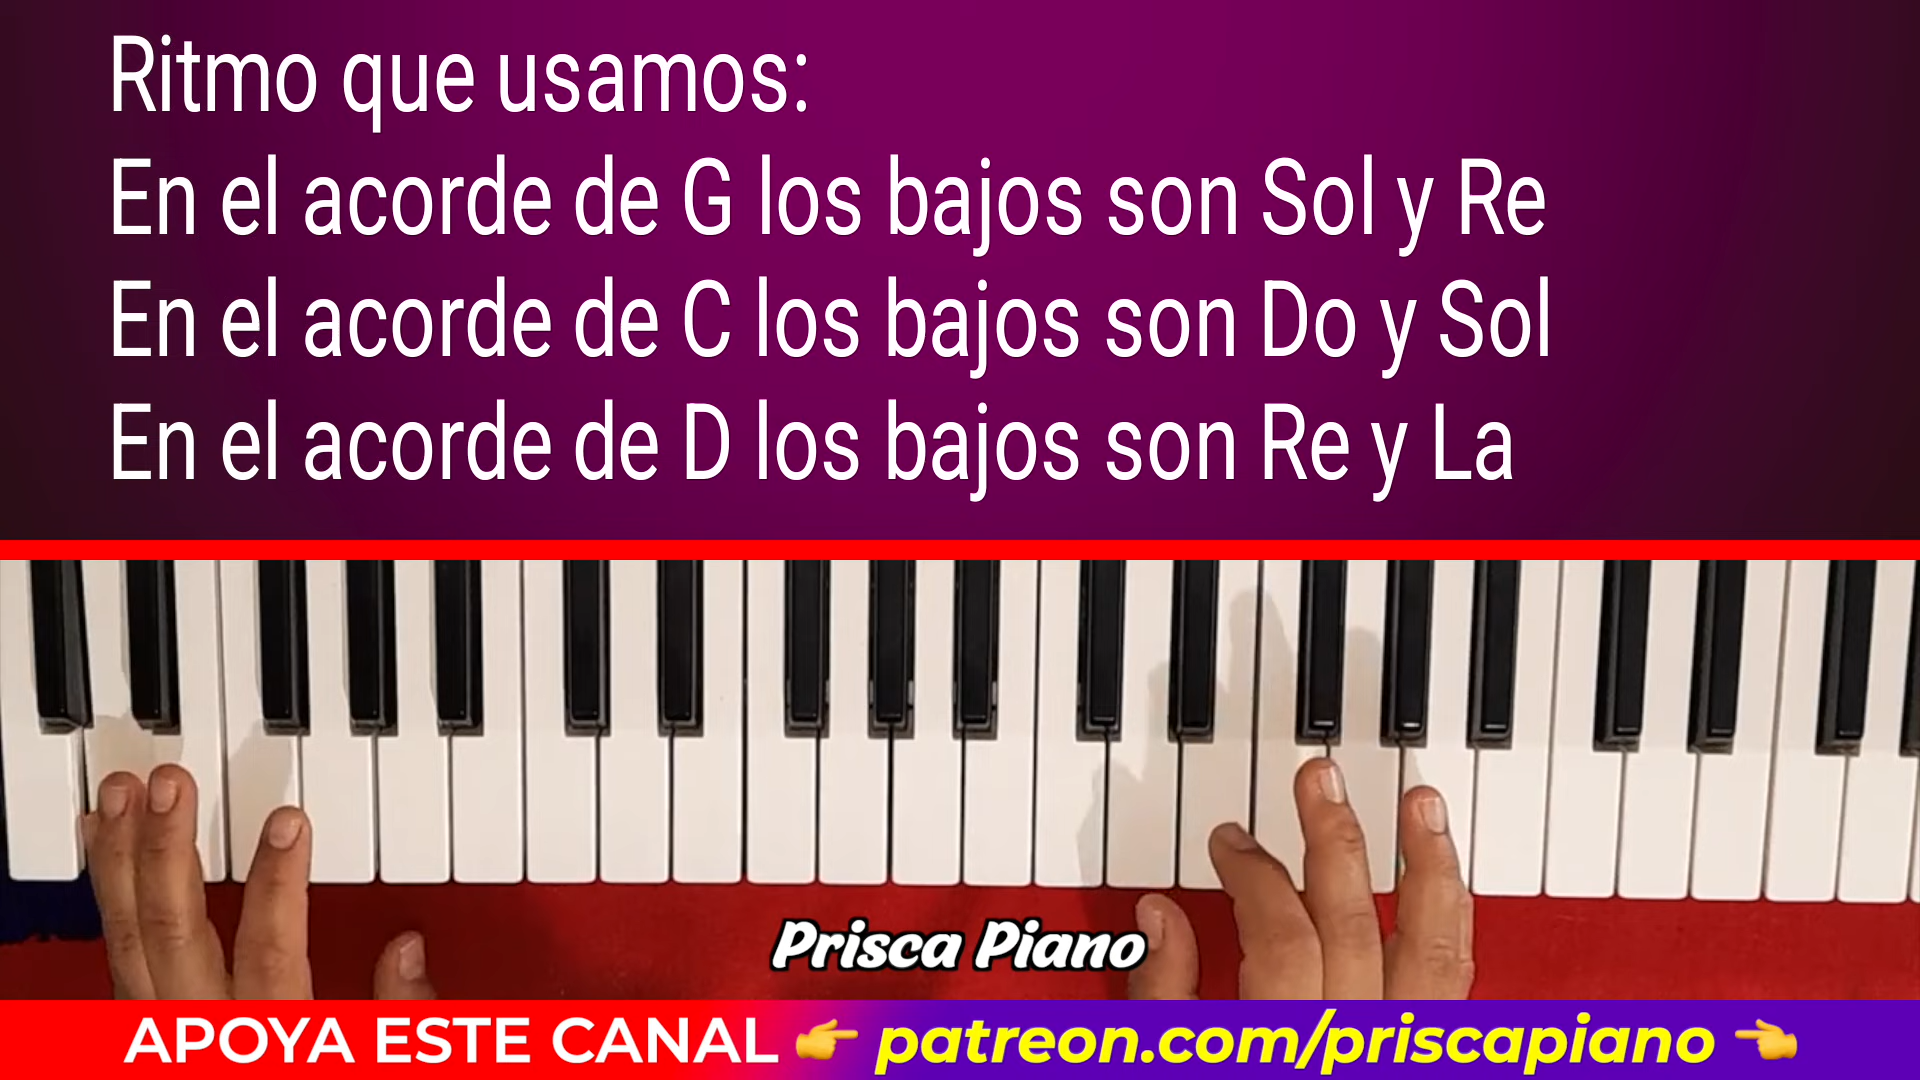 Ritmo que usamos:
En el acorde de G los bajos son Sol y Re
En el acorde de C los bajos son Do y Sol
En el acorde de D los bajos son Re y La
Prisca Piano
APOYA ESTE CANAL 👉 patreon.com/priscapiano 👈